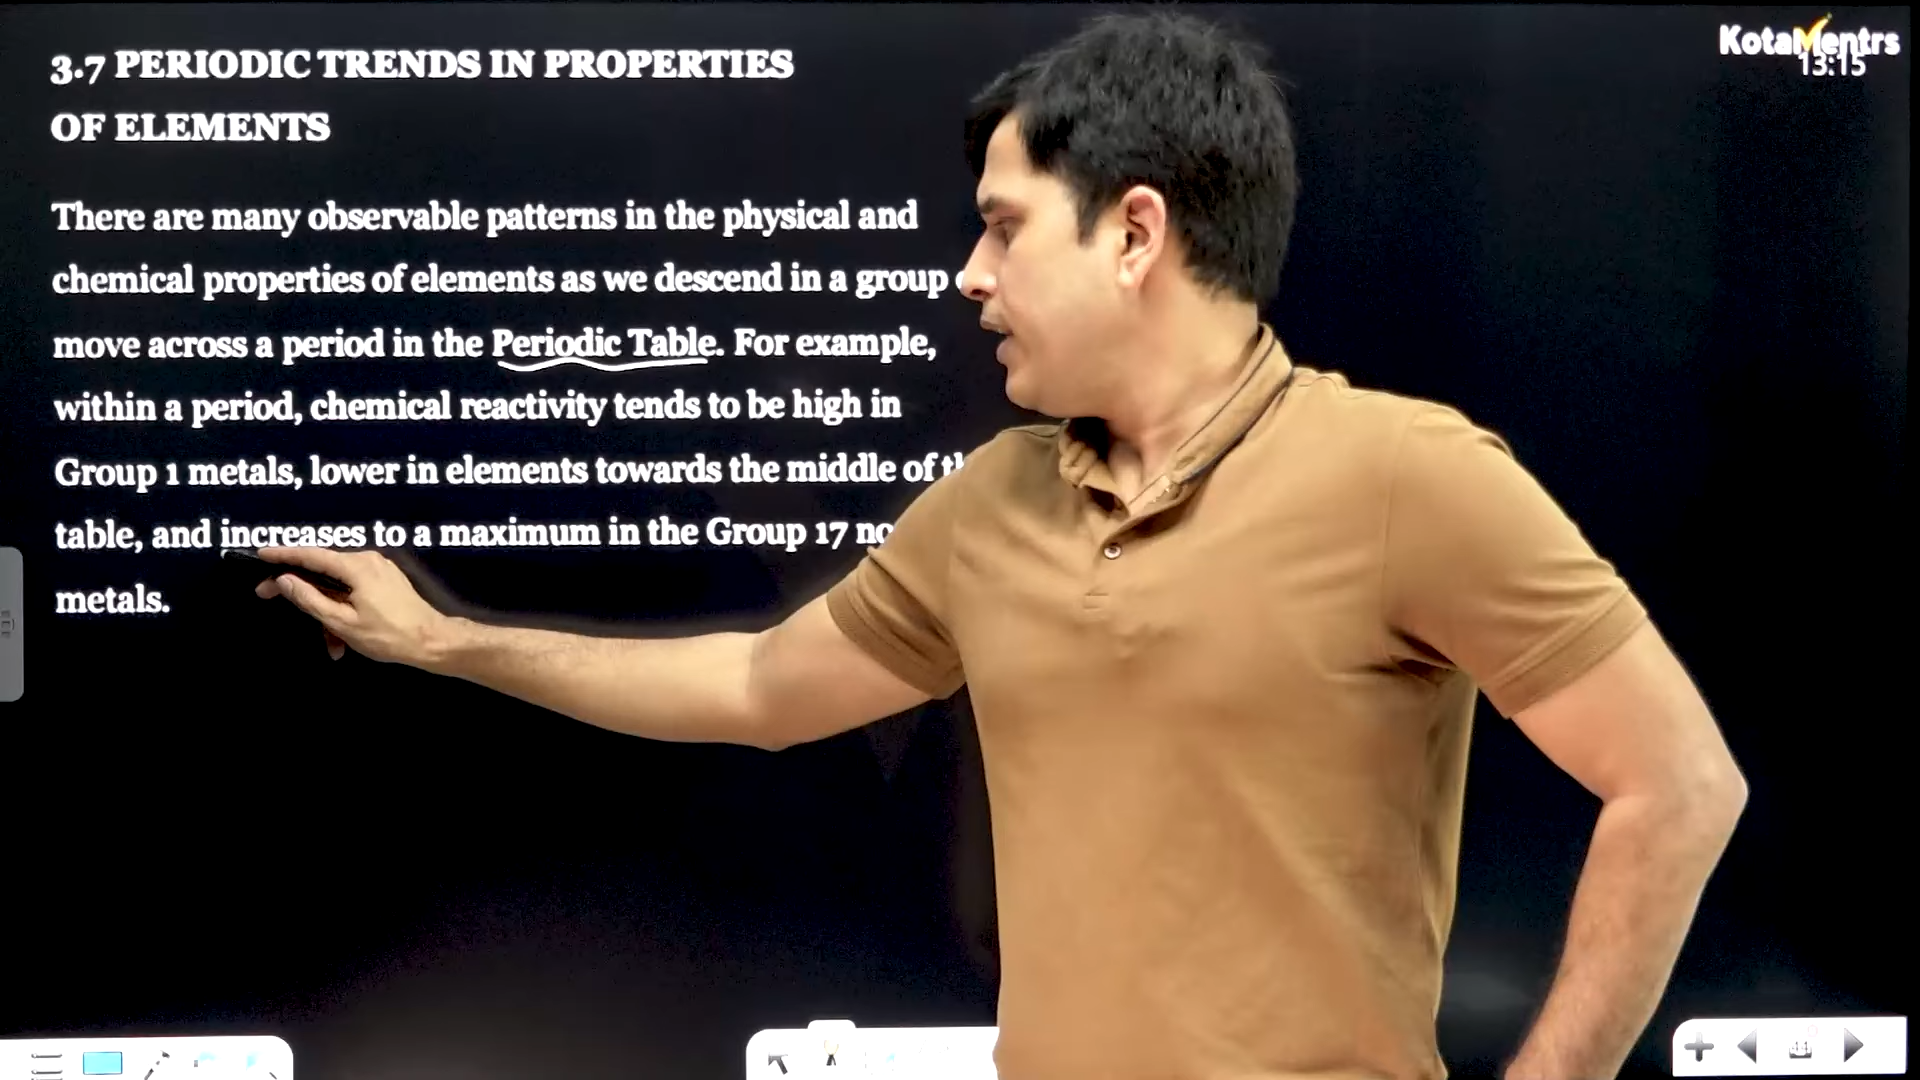 3.7 PERIODIC TRENDS IN PROPERTIES
OF ELEMENTS
There are many observable patterns in the physical and
chemical properties of elements as we descend in a group
move across a period in the Periodic Table. For example,
within a period, chemical reactivity tends to be high in
Group 1 metals, lower in elements towards the middle of
table, and increases to a maximum in the Group 17
metals.
KotaMentrs
13:15